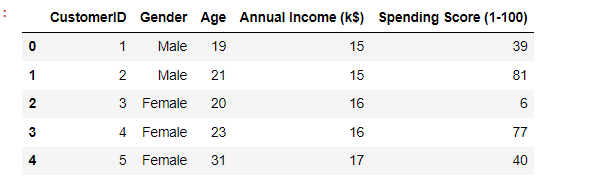 :
CustomerID Gender Age Annual Income (k$) Spending Score (1-100)
0 1 Male 19 15 39
1 2 Male 21 15 81
2 3 Female 20 16 6
3 4 Female 23 16 77
4 5 Female 31 17 40